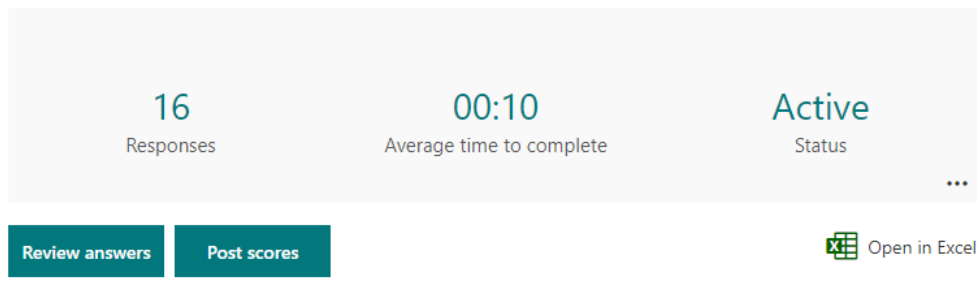 16 00:10 Active
Responses Average time to complete Status
...
Review answers Post scores Open in Excel